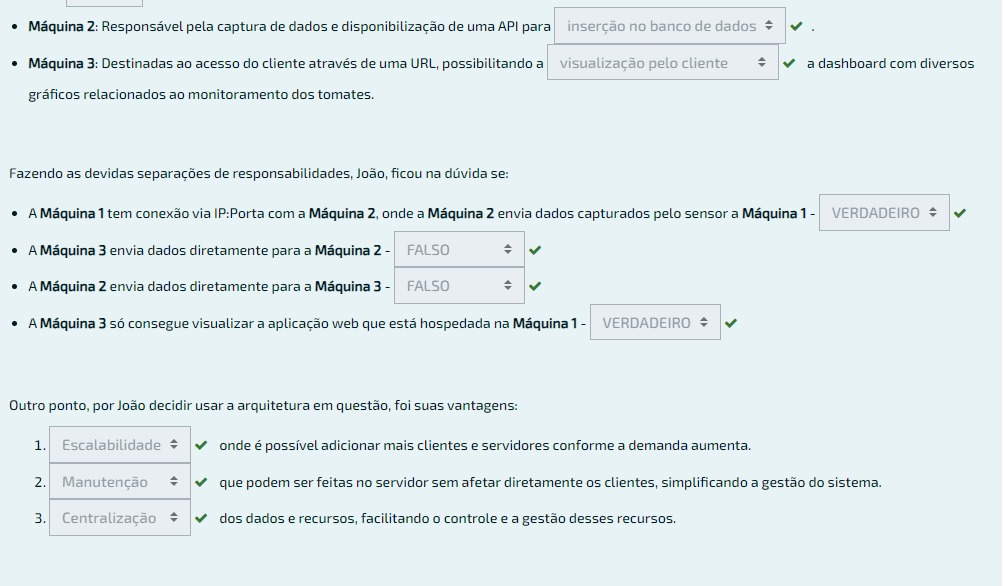 Máquina 2: Responsável pela captura de dados e disponibilização de uma API para inserção no banco de dados .
Máquina 3: Destinadas ao acesso do cliente através de uma URL, possibilitando a visualização pelo cliente a dashboard com diversos
gráficos relacionados ao monitoramento dos tomates.
Fazendo as devidas separações de responsabilidades, João, ficou na dúvida se:
A Máquina 1 tem conexão via IP:Porta com a Máquina 2, onde a Máquina 2 envia dados capturados pelo sensor a Máquina 1 - VERDADEIRO
A Máquina 3 envia dados diretamente para a Máquina 2 - FALSO
A Máquina 2 envia dados diretamente para a Máquina 3 - FALSO
A Máquina 3 só consegue visualizar a aplicação web que está hospedada na Máquina 1 - VERDADEIRO
Outro ponto, por João decidir usar a arquitetura em questão, foi suas vantagens:
1. Escalabilidade onde é possível adicionar mais clientes e servidores conforme a demanda aumenta.
2. Manutenção que podem ser feitas no servidor sem afetar diretamente os clientes, simplificando a gestão do sistema.
3. Centralização dos dados e recursos, facilitando o controle e a gestão desses recursos.